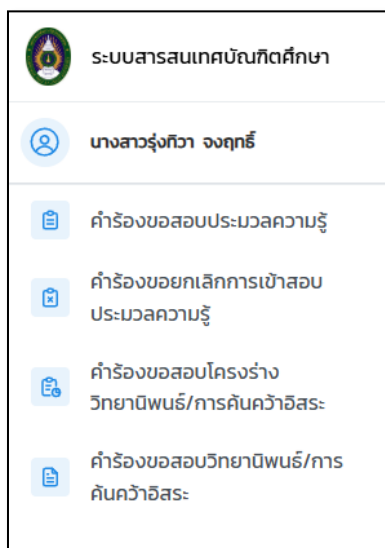 ระบบสารสนเทศบัณฑิตศึกษา
นางสาวรุ่งทิวา จงฤทธิ์
คำร้องขอสอบประมวลความรู้
คำร้องขอยกเลิกการเข้าสอบ
ประมวลความรู้
คำร้องขอสอบโครงร่าง
วิทยานิพนธ์/การค้นคว้าอิสระ
คำร้องขอสอบวิทยานิพนธ์/การ
ค้นคว้าอิสระ